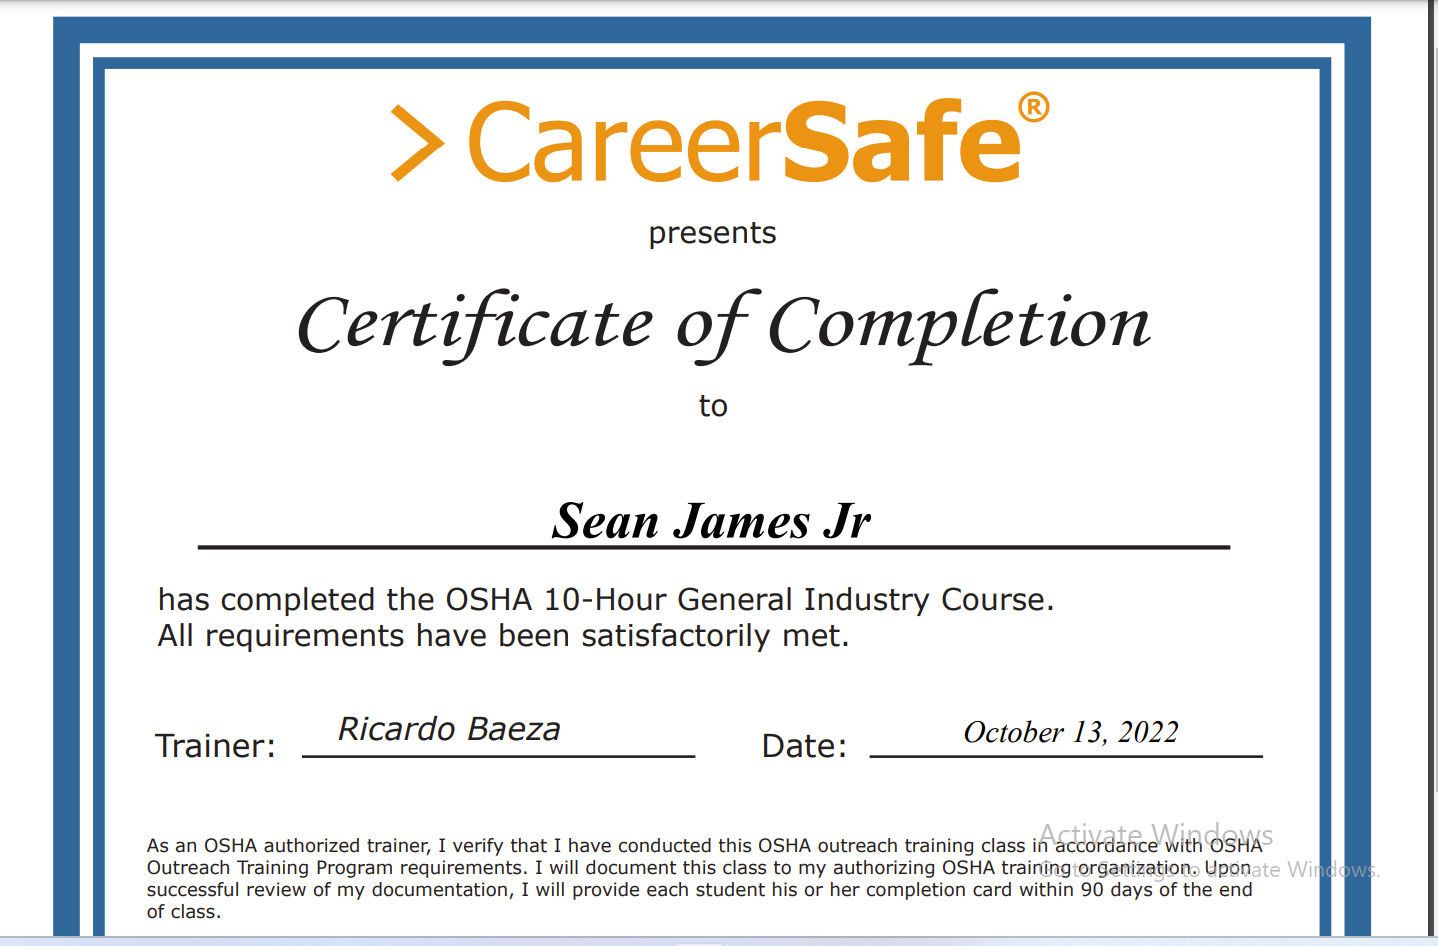 > CareerSafe®
presents
Certificate of Completion
to
Sean James Jr
has completed the OSHA 10-Hour General Industry Course.
All requirements have been satisfactorily met.
Trainer: Ricardo Baeza Date: October 13, 2022
As an OSHA authorized trainer, I verify that I have conducted this OSHA outreach training class in accordance with OSHA
Outreach Training Program requirements. I will document this class to my authorizing OSHA training organization. Upon
successful review of my documentation, I will provide each student his or her completion card within 90 days of the end
of class.
Activate Windows
Go to Settings to activate Windows.